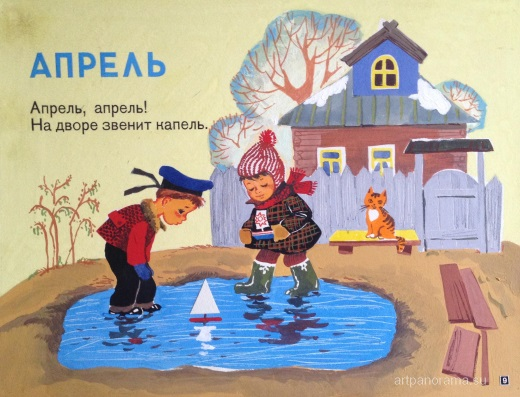 АПРЕЛЬ
Апрель, апрель!
На дворе звенит капель.
artpanorama.su
9